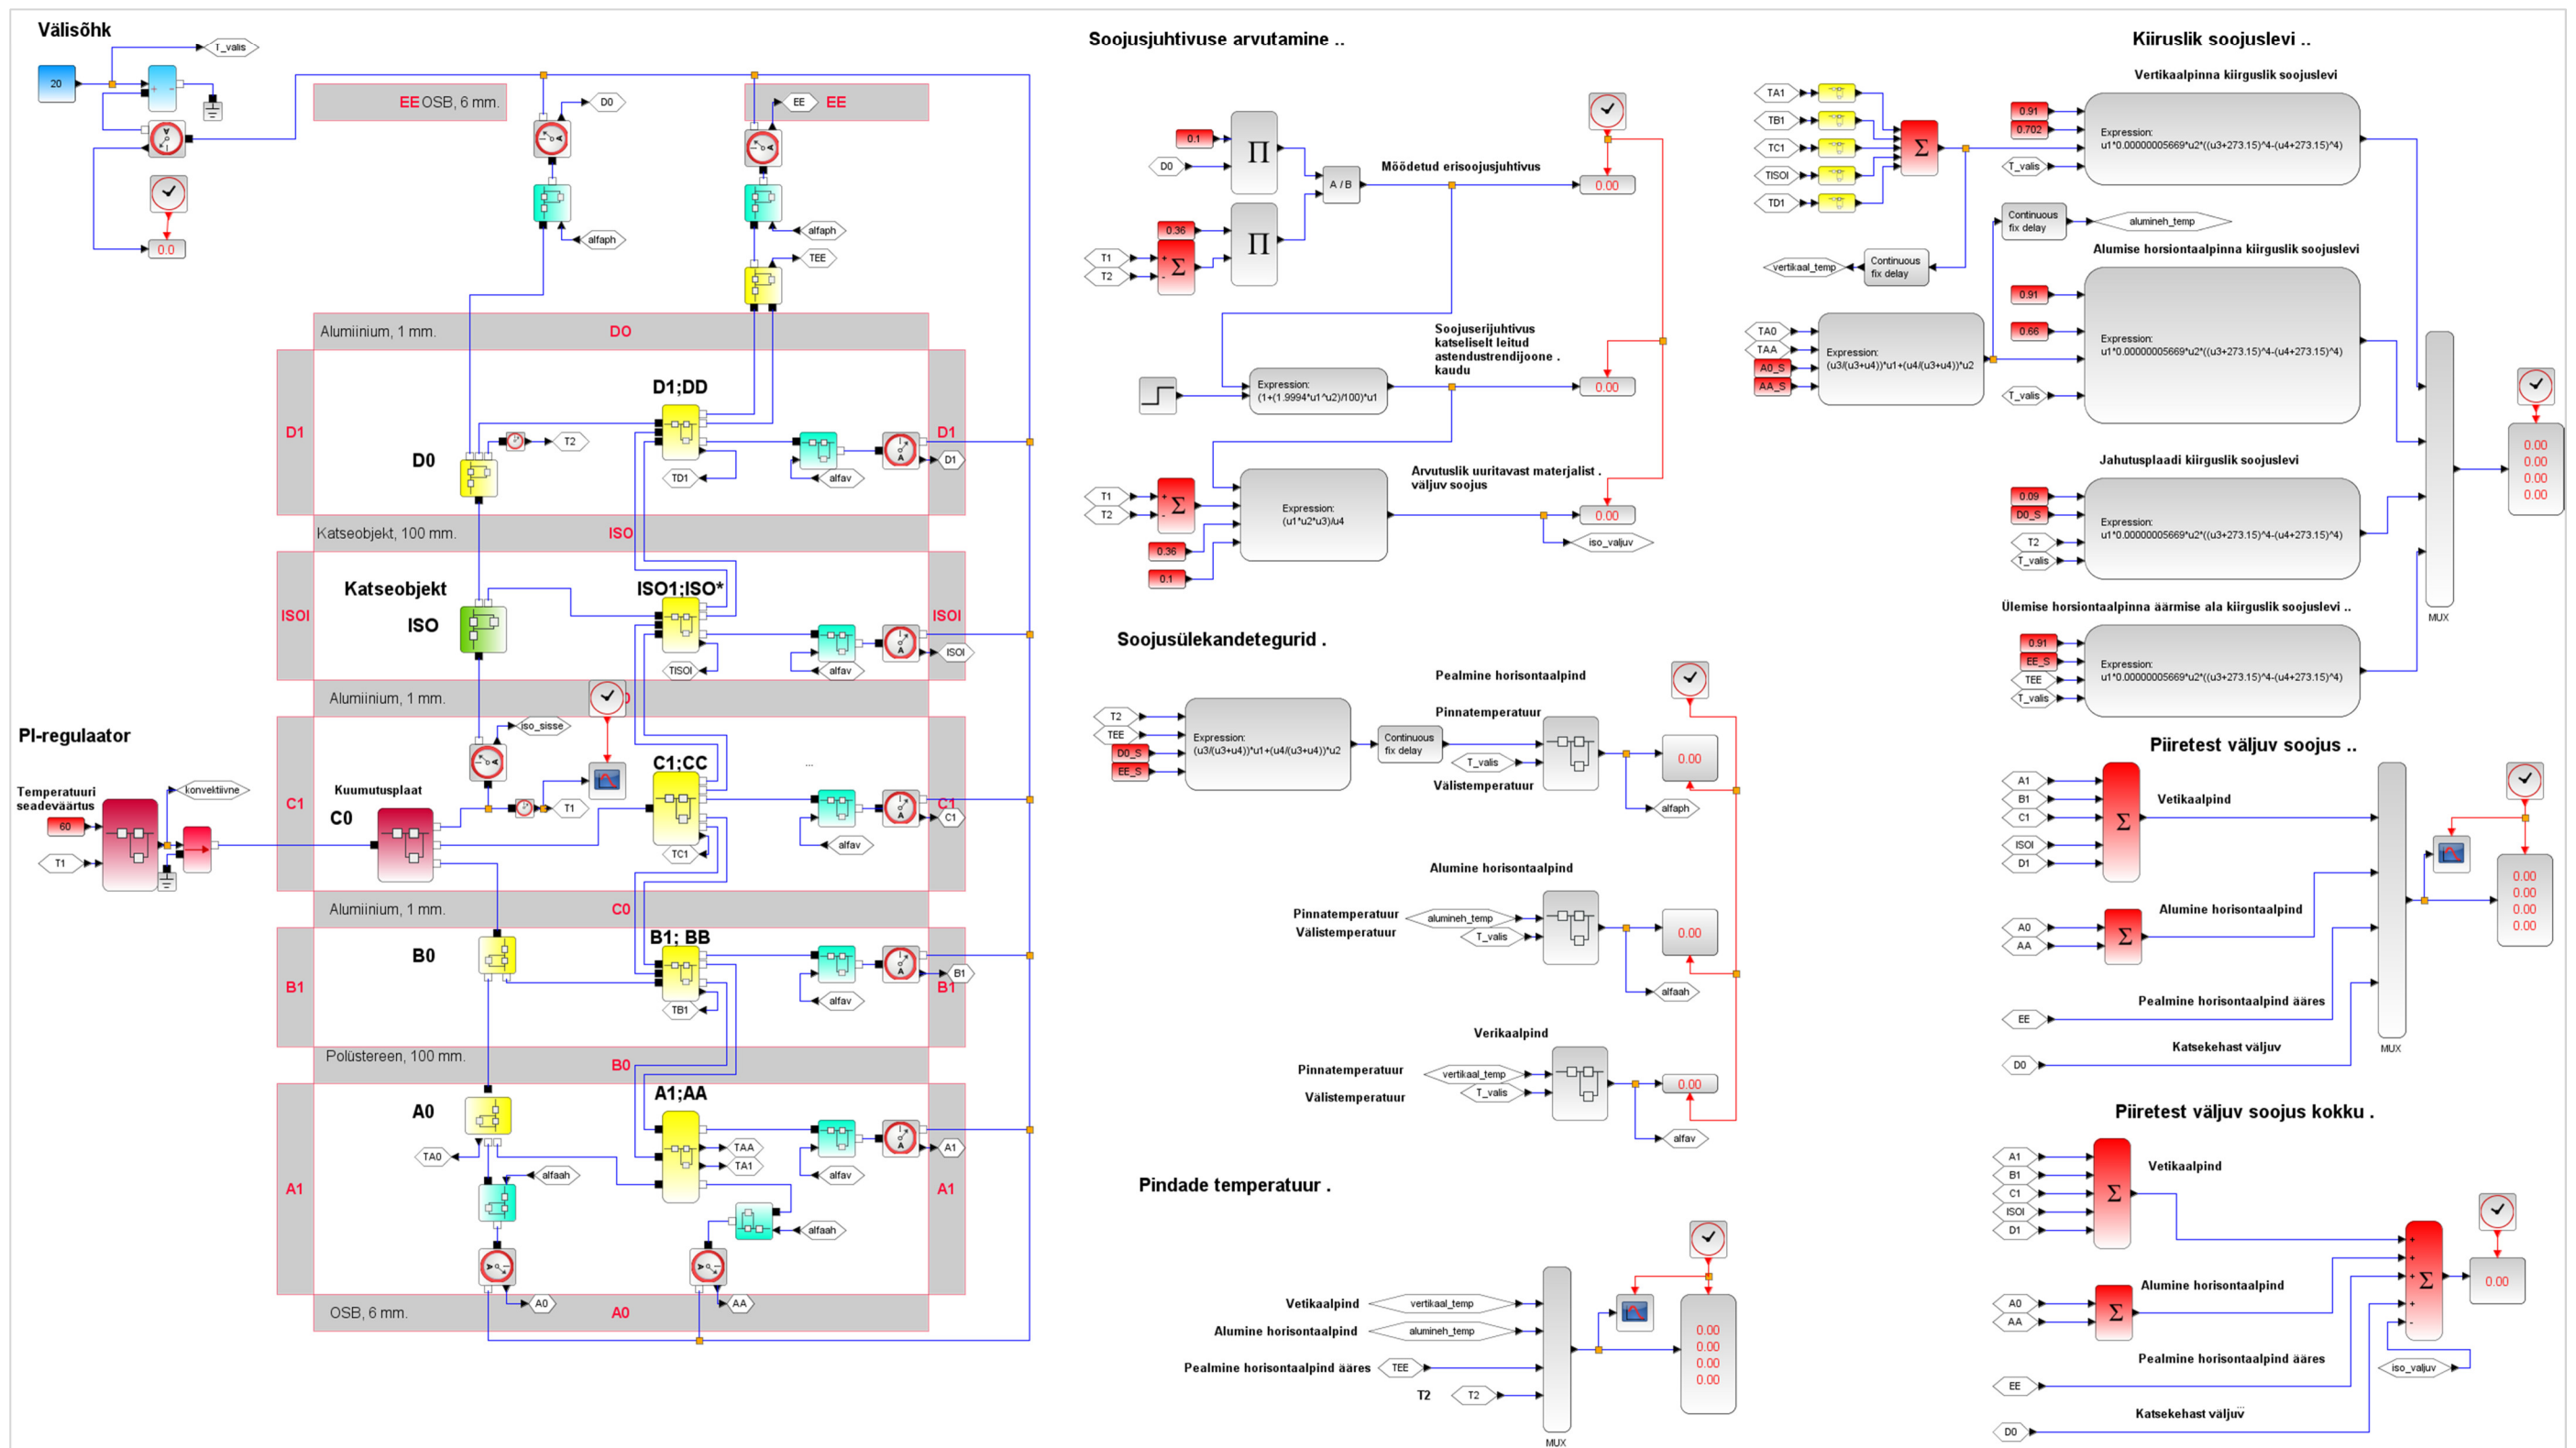 Välisõhk
T_valis
20
+ -
0.0
EE OSB, 6 mm.
EE
D0
EE
alfaph
alfaph
TEE
Alumiinium, 1 mm.
DO
D1
D1;DD
D0
T2
TD1
alfav
D1
D1
Katseobjekt, 100 mm.
ISO
ISOI
Katseobjekt
ISO
ISO1;ISO*
TISOI
alfav
ISOI
ISOI
Alumiinium, 1 mm.
iso_sisse
PI-regulaator
Temperatuuri
seadeväärtus
60
T1
konvektiivne
C1
Kuumutusplaat
C0
T1
C1;CC
...
TC1
alfav
C1
C1
Alumiinium, 1 mm.
C0
B1
B0
B1; BB
TB1
alfav
B1
B1
Polüstereen, 100 mm.
B0
A1
A0
A1;AA
TA0
alfaah
TAA
TA1
alfav
A1
A1
alfaah
A0
AA
OSB, 6 mm.
A0
Soojusjuhtivuse arvutamine ..
0.1
D0
Π
0.36
T1
T2
Σ
Π
A / B
Möödetud erisoojusjuhtivus
0.00
Soojuserijuhtivus
katseliselt leitud
astendustrendijoone .
kaudu
Expression:
(1+(1.9994*u1^u2)/100)*u1
0.00
Arvutuslik uuritavast materjalist .
väljuv soojus
T1
T2
Σ
0.36
0.1
Expression:
(u1*u2*u3)/u4
0.00
iso_valjuv
Soojusülekandetegurid .
Pealmine horisontaalpind
T2
TEE
D0_S
EE_S
Expression:
(u3/(u3+u4))*u1+(u4/(u3+u4))*u2
Continuous
fix delay
Pinnatemperatuur
T_valis
Välistemperatuur
0.00
alfaph
Alumine horisontaalpind
Pinnatemperatuur
alumineh_temp
Välistemperatuur
T_valis
0.00
alfaah
Verikaalpind
Pinnatemperatuur
vertikaal_temp
Välistemperatuur
T_valis
0.00
alfav
Pindade temperatuur .
Vetikaalpind
vertikaal_temp
Alumine horisontaalpind
alumineh_temp
Pealmine horisontaalpind ääres
TEE
T2
T2
MUX
0.00
0.00
0.00
0.00
Kiiruslik soojuslevi ..
Vertikaalpinna kiirguslik soojuslevi
TA1
TB1
TC1
TISOI
TD1
Σ
0.91
0.702
T_valis
Expression:
u1*0.00000005669*u2*((u3+273.15)^4-(u4+273.15)^4)
Continuous
fix delay
alumineh_temp
vertikaal_temp
Continuous
fix delay
Alumise horsiontaalpinna kiirguslik soojuslevi
0.91
0.66
T_valis
Expression:
u1*0.00000005669*u2*((u3+273.15)^4-(u4+273.15)^4)
TA0
TAA
A0_S
AA_S
Expression:
(u3/(u3+u4))*u1+(u4/(u3+u4))*u2
Jahutusplaadi kiirguslik soojuslevi
0.09
D0_S
T2
T_valis
Expression:
u1*0.00000005669*u2*((u3+273.15)^4-(u4+273.15)^4)
Ülemise horsiontaalpinna äärmise ala kiirguslik soojuslevi ..
0.91
EE_S
TEE
T_valis
Expression:
u1*0.00000005669*u2*((u3+273.15)^4-(u4+273.15)^4)
MUX
0.00
0.00
0.00
0.00
Piiretest väljuv soojus ..
A1
B1
C1
ISOI
D1
Σ
Vetikaalpind
A0
AA
Σ
Alumine horisontaalpind
Pealmine horisontaalpind ääres
EE
Katsekehast väljuv
D0
MUX
0.00
0.00
0.00
0.00
Piiretest väljuv soojus kokku .
A1
B1
C1
ISOI
D1
Σ
Vetikaalpind
A0
AA
Σ
Alumine horisontaalpind
Pealmine horisontaalpind ääres
EE
Katsekehast väljuv
D0
Σ
iso_valjuv
0.00